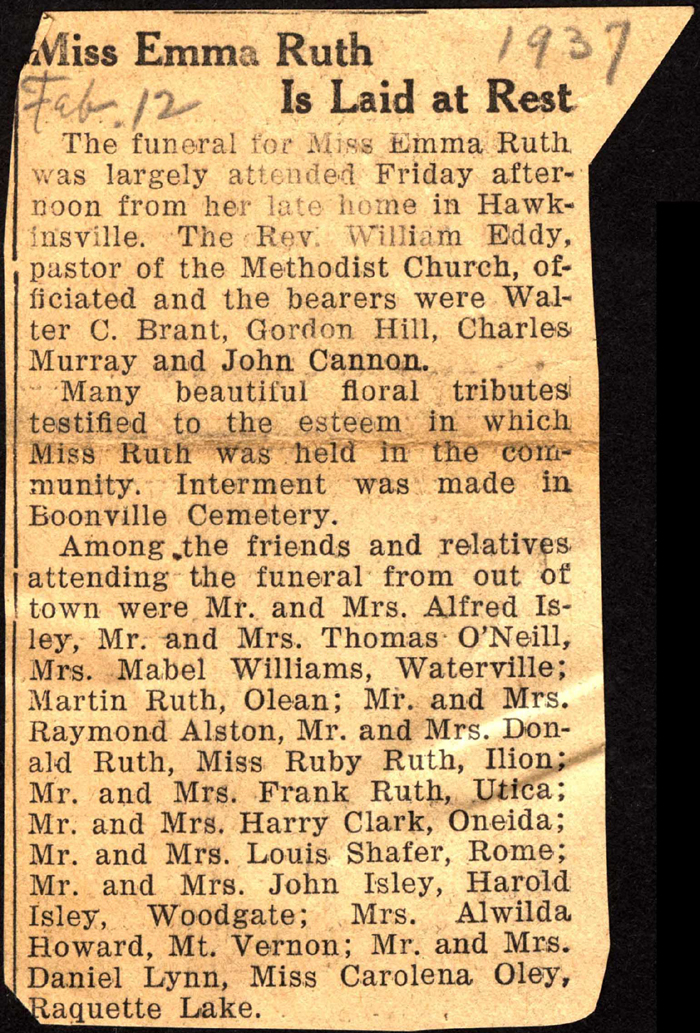 Miss Emma Ruth
1937
Feb. 12
Is Laid at Rest
The funeral for Miss Emma Ruth
was largely attended Friday after-
noon from her late home in Hawk-
insville. The Rev. William Eddy,
pastor of the Methodist Church, of-
ficiated and the bearers were Wal-
ter C. Brant, Gordon Hill, Charles
Murray and John Cannon.
Many beautiful floral tributes
testified to the esteem in which
Miss Ruth was held in the com-
munity. Interment was made in
Boonville Cemetery.
Among the friends and relatives
attending the funeral from out of
town were Mr. and Mrs. Alfred Is-
ley, Mr. and Mrs. Thomas O'Neill,
Mrs. Mabel Williams, Waterville;
Martin Ruth, Olean; Mr. and Mrs.
Raymond Alston, Mr. and Mrs. Don-
ald Ruth, Miss Ruby Ruth, Ilion;
Mr. and Mrs. Frank Ruth, Utica;
Mr. and Mrs. Harry Clark, Oneida;
Mr. and Mrs. Louis Shafer, Rome;
Mr. and Mrs. John Isley, Harold
Isley, Woodgate; Mrs. Alwilda
Howard, Mt. Vernon; Mr. and Mrs.
Daniel Lynn, Miss Carolena Oley,
Raquette Lake.